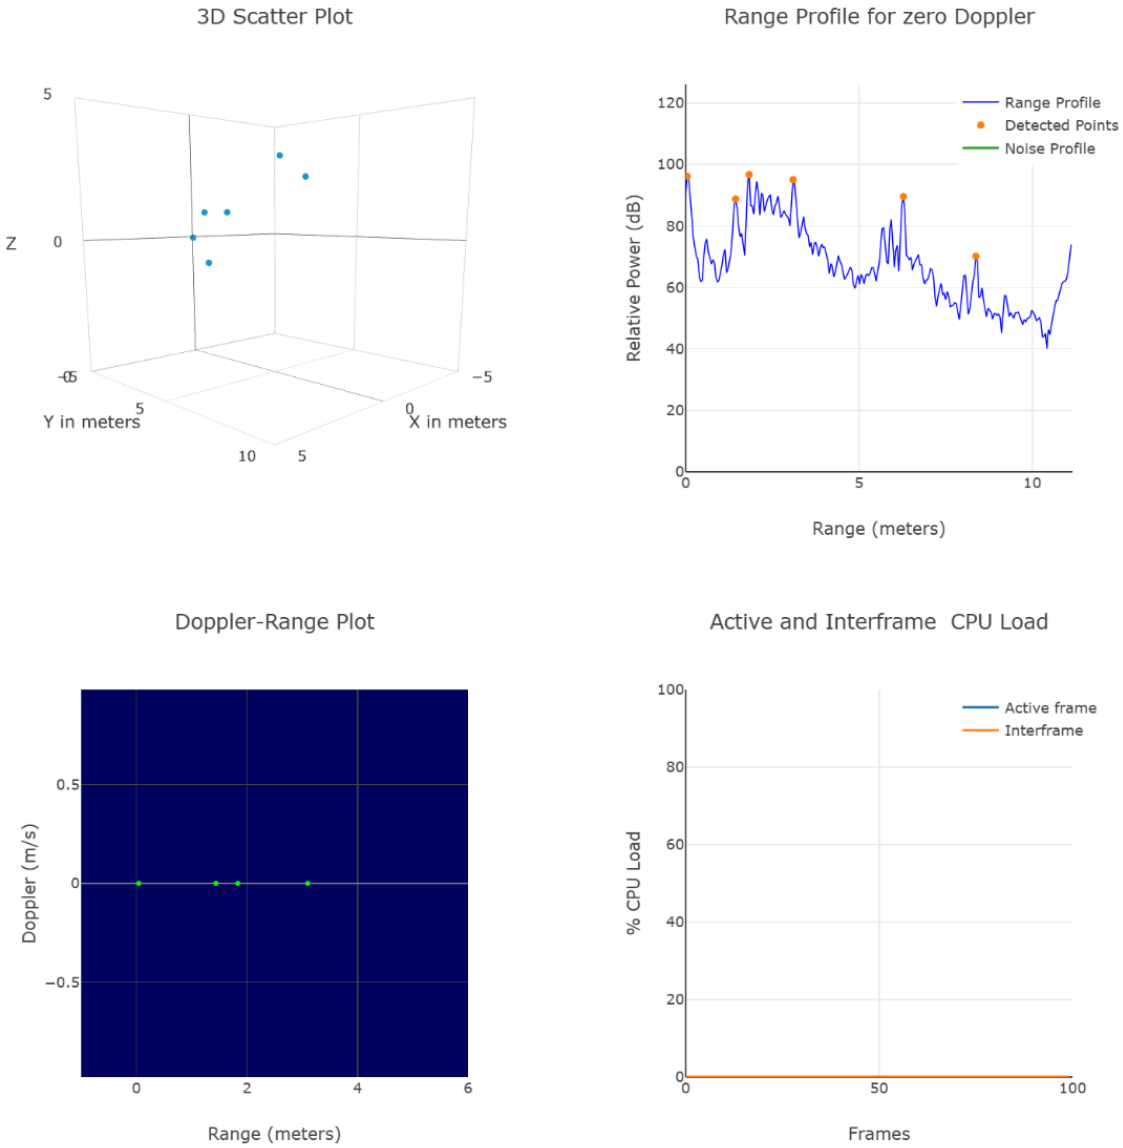 3D Scatter Plot
5
Z
0
−5
0
5
Y in meters
10
5
0
X in meters
−5
Range Profile for zero Doppler
Range Profile
Detected Points
Noise Profile
120
100
80
60
40
20
0
Relative Power (dB)
0
5
10
Range (meters)
Doppler-Range Plot
0.5
0
−0.5
Doppler (m/s)
0
2
4
6
Range (meters)
Active and Interframe CPU Load
Active frame
Interframe
100
80
60
40
20
0
% CPU Load
0
50
100
Frames